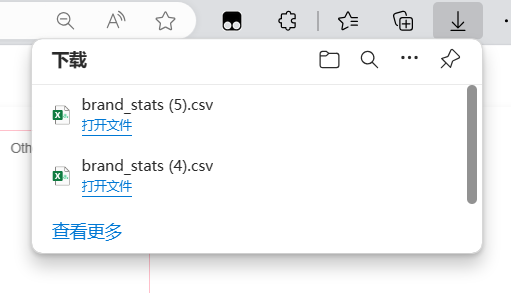 下载
brand_stats (5).csv
打开文件
Oth
brand_stats (4).csv
打开文件
查看更多